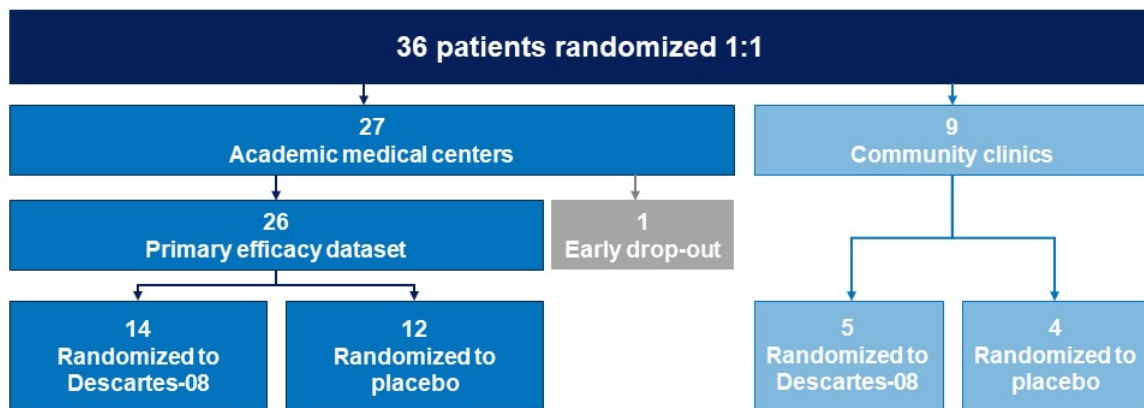 36 patients randomized 1:1
27
Academic medical centers
9
Community clinics
26
Primary efficacy dataset
1
Early drop-out
14
Randomized to
Descartes-08
12
Randomized to
placebo
5
Randomized to
Descartes-08
4
Randomized to
placebo